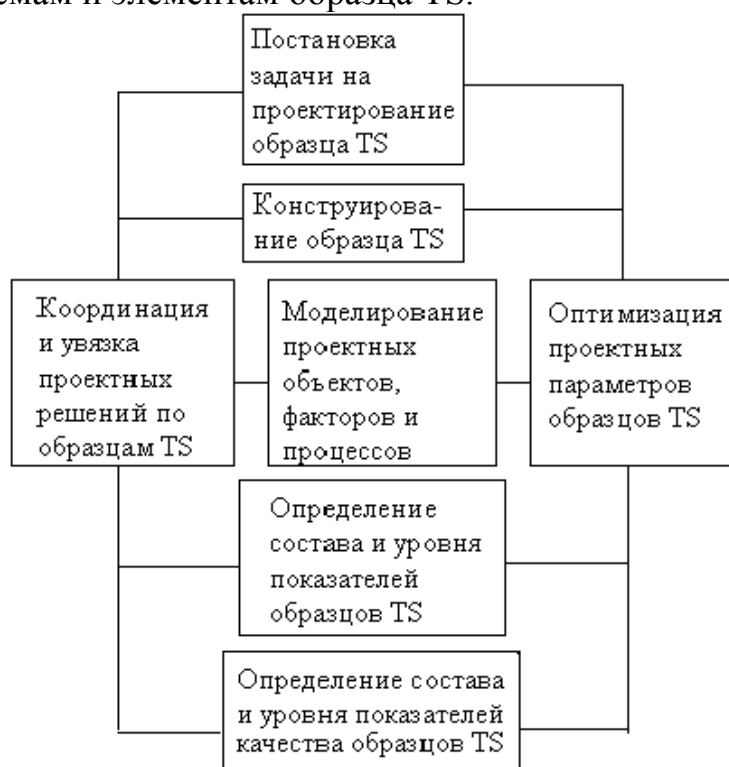 емам и элементам образца TS.
Постановка
задачи на
проектирование
образца TS
Конструирова-
ние образца TS
Координация
и увязка
проектных
решений по
образцам TS
Моделирование
проектных
объектов,
факторов и
процессов
Оптимизация
проектных
параметров
образцов TS
Определение
состава и уровня
показателей
образцов TS
Определение состава
и уровня показателей
качества образцов TS